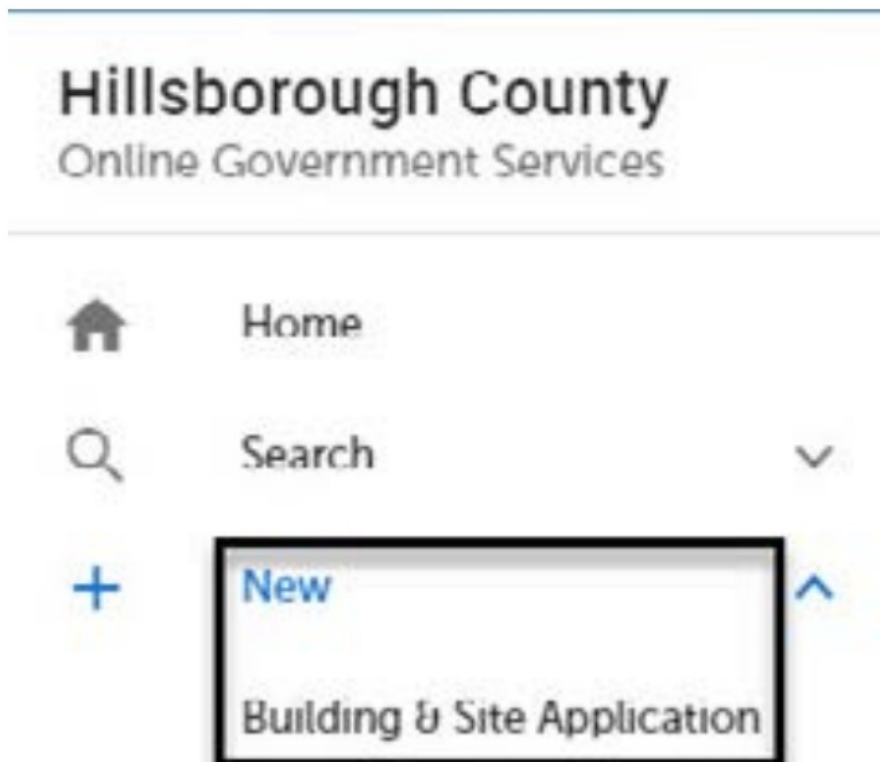 Hillsborough County
Online Government Services
Home
Search
New
Building & Site Application